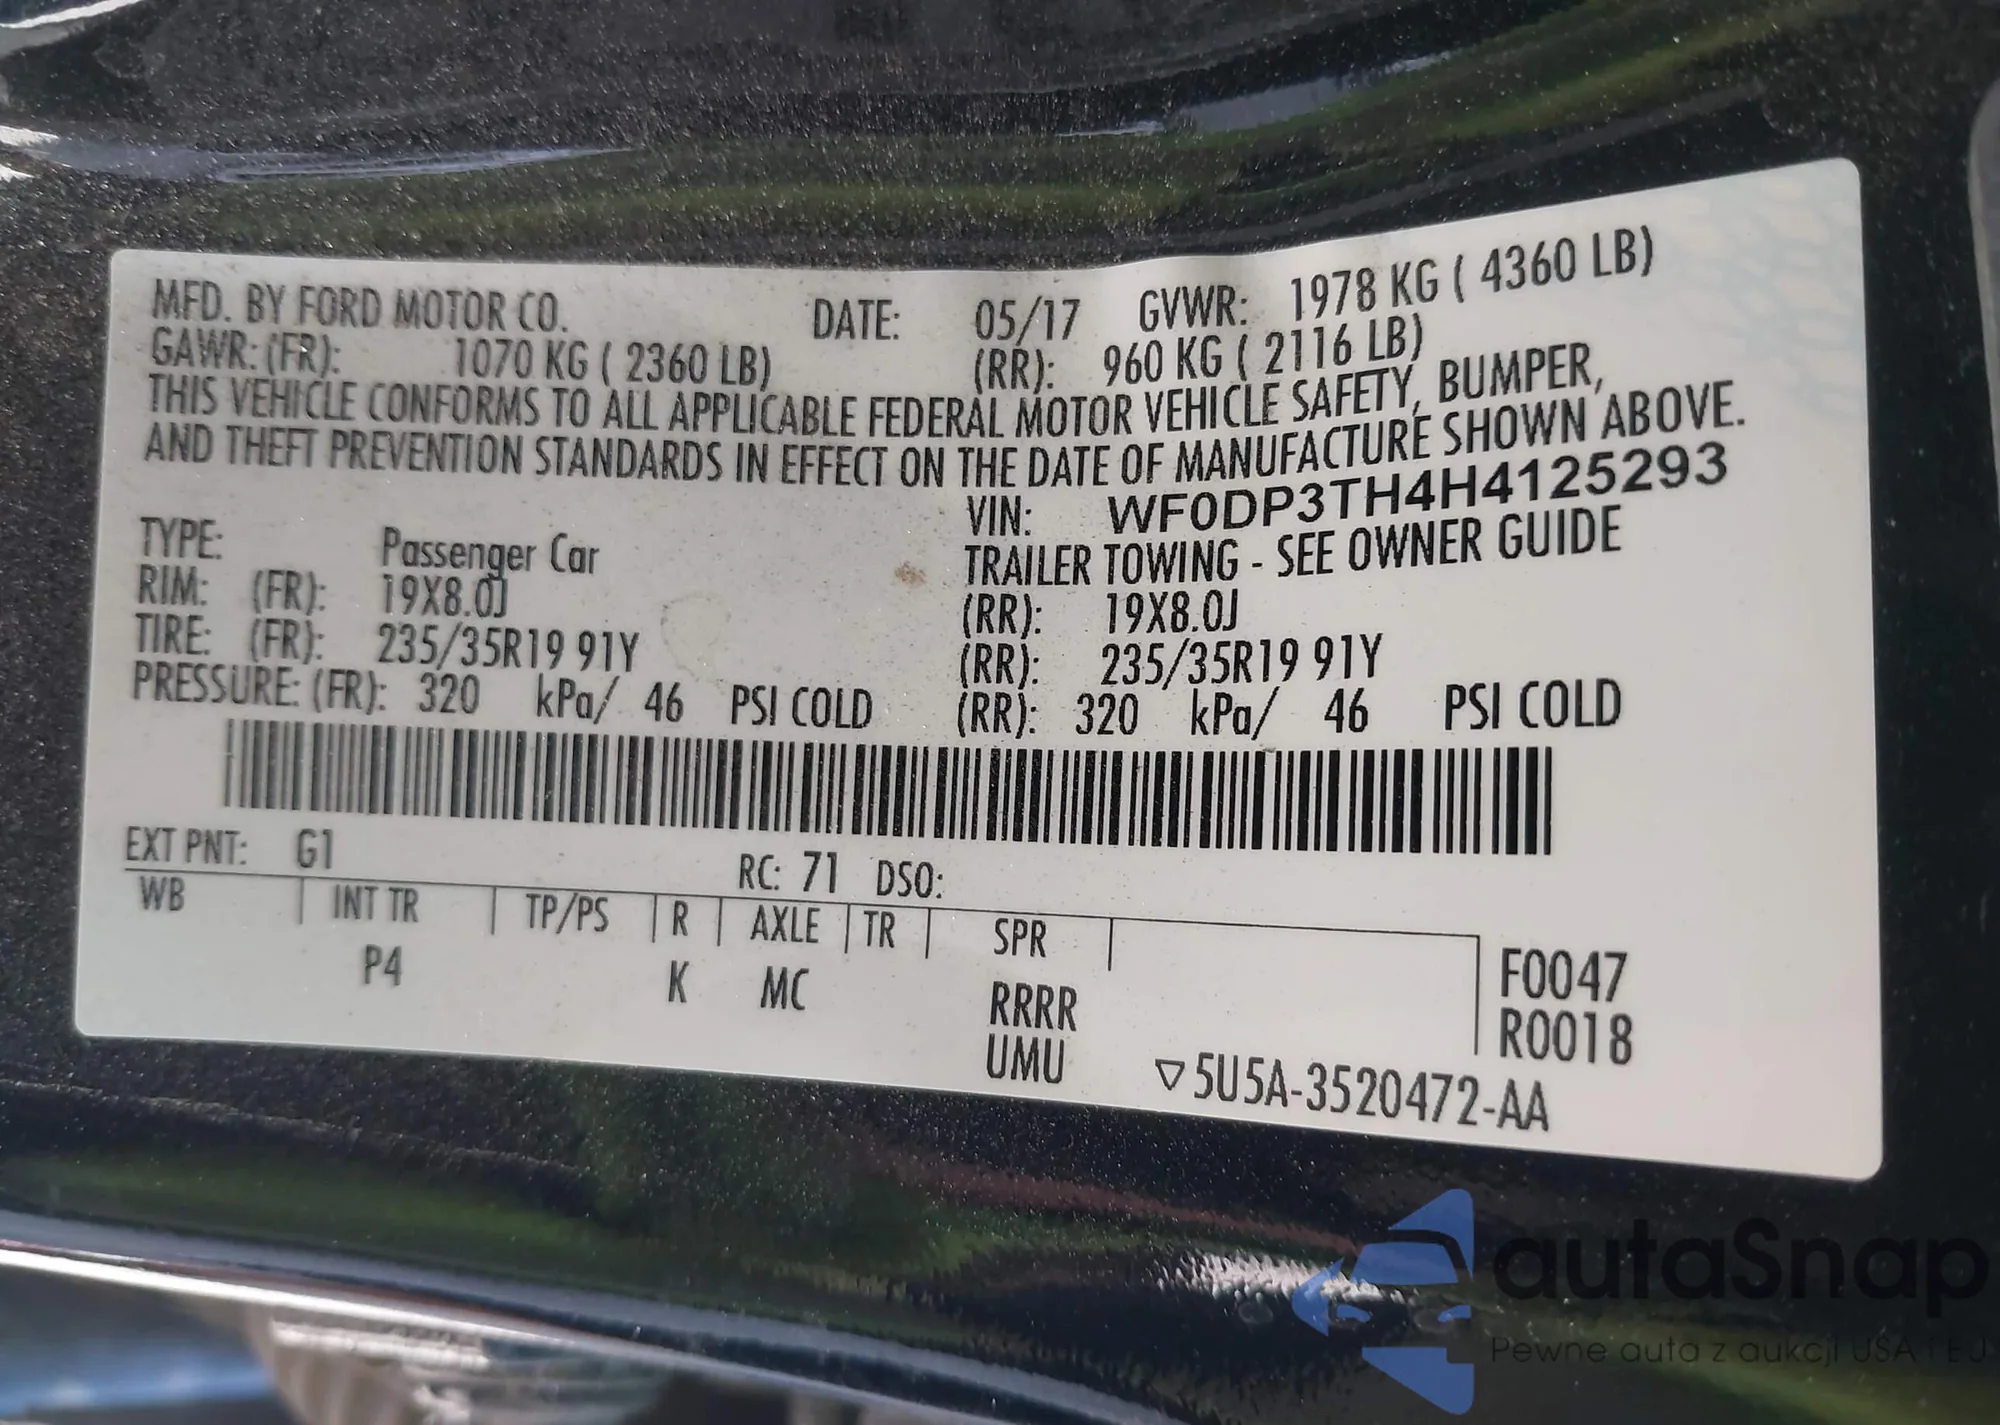 MFD. BY FORD MOTOR CO. DATE: 05/17 GVWR: 1978 KG ( 4360 LB)
GAWR: (FR): 1070 KG ( 2360 LB) (RR): 960 KG ( 2116 LB)
THIS VEHICLE CONFORMS TO ALL APPLICABLE FEDERAL MOTOR VEHICLE SAFETY, BUMPER,
AND THEFT PREVENTION STANDARDS IN EFFECT ON THE DATE OF MANUFACTURE SHOWN ABOVE.
VIN: WF0DP3TH4H4125293
TYPE: Passenger Car TRAILER TOWING - SEE OWNER GUIDE
RIM: (FR): 19X8.0J (RR): 19X8.0J
TIRE: (FR): 235/35R19 91Y (RR): 235/35R19 91Y
PRESSURE: (FR): 320 kPa/ 46 PSI COLD (RR): 320 kPa/ 46 PSI COLD
EXT PNT: G1 RC: 71 DSO:
WB INT TR TP/PS R AXLE TR SPR
P4 K MC RRRR
UMU
F0047
R0018
▽5U5A-3520472-AA
autaSnap
Pewne auta z aukcji USA i EJ